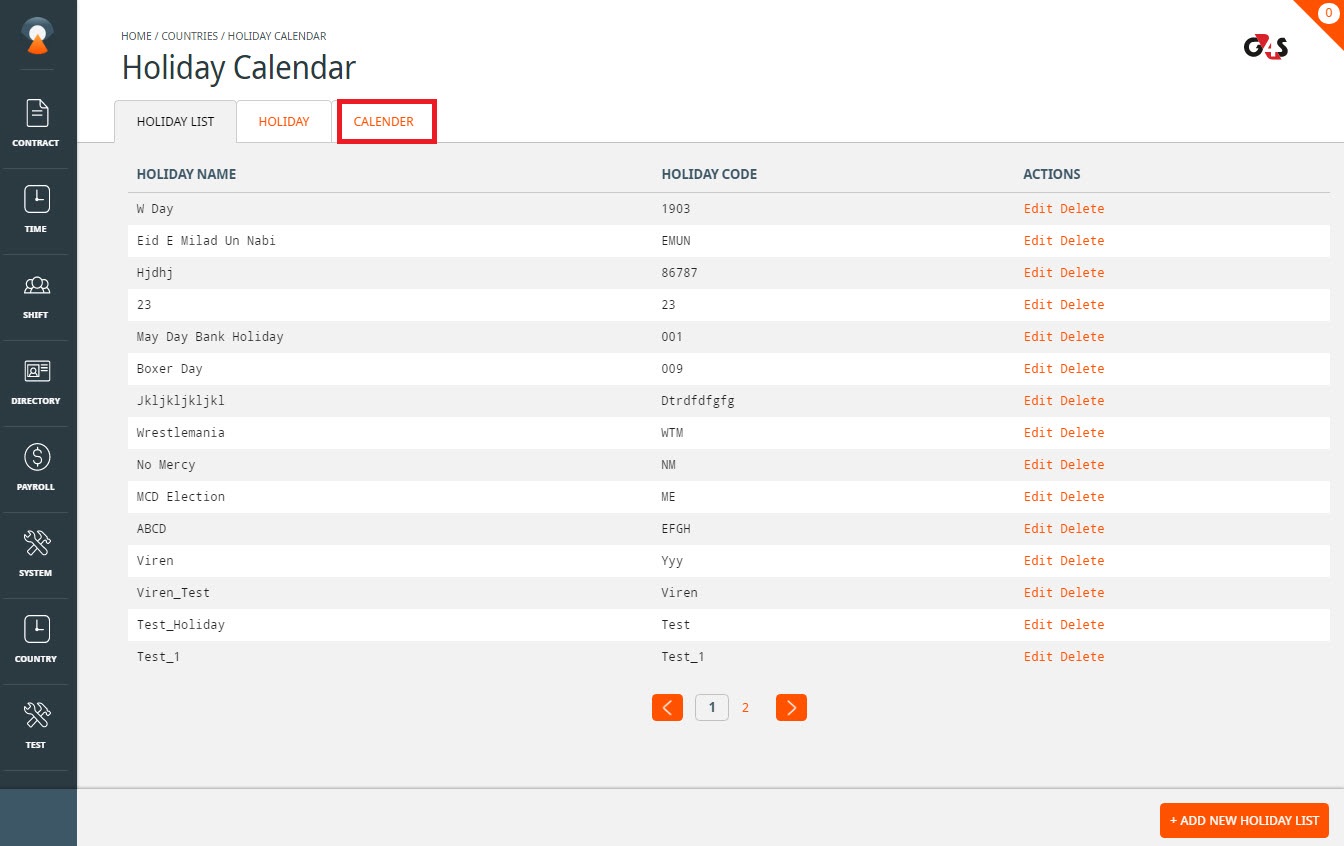 0
HOME / COUNTRIES / HOLIDAY CALENDAR
Holiday Calendar
G4S
HOLIDAY LIST HOLIDAY CALENDER
CONTRACT
TIME
SHIFT
DIRECTORY
PAYROLL
SYSTEM
COUNTRY
TEST
HOLIDAY NAME HOLIDAY CODE ACTIONS
W Day 1903 Edit Delete
Eid E Milad Un Nabi EMUN Edit Delete
Hjdhj 86787 Edit Delete
23 23 Edit Delete
May Day Bank Holiday 001 Edit Delete
Boxer Day 009 Edit Delete
Jkljkljkljkl Dtrdfdfgfg Edit Delete
Wrestlemania WTM Edit Delete
No Mercy NM Edit Delete
MCD Election ME Edit Delete
ABCD EFGH Edit Delete
Viren Yyy Edit Delete
Viren_Test Viren Edit Delete
Test_Holiday Test Edit Delete
Test_1 Test_1 Edit Delete
1 2
+ ADD NEW HOLIDAY LIST